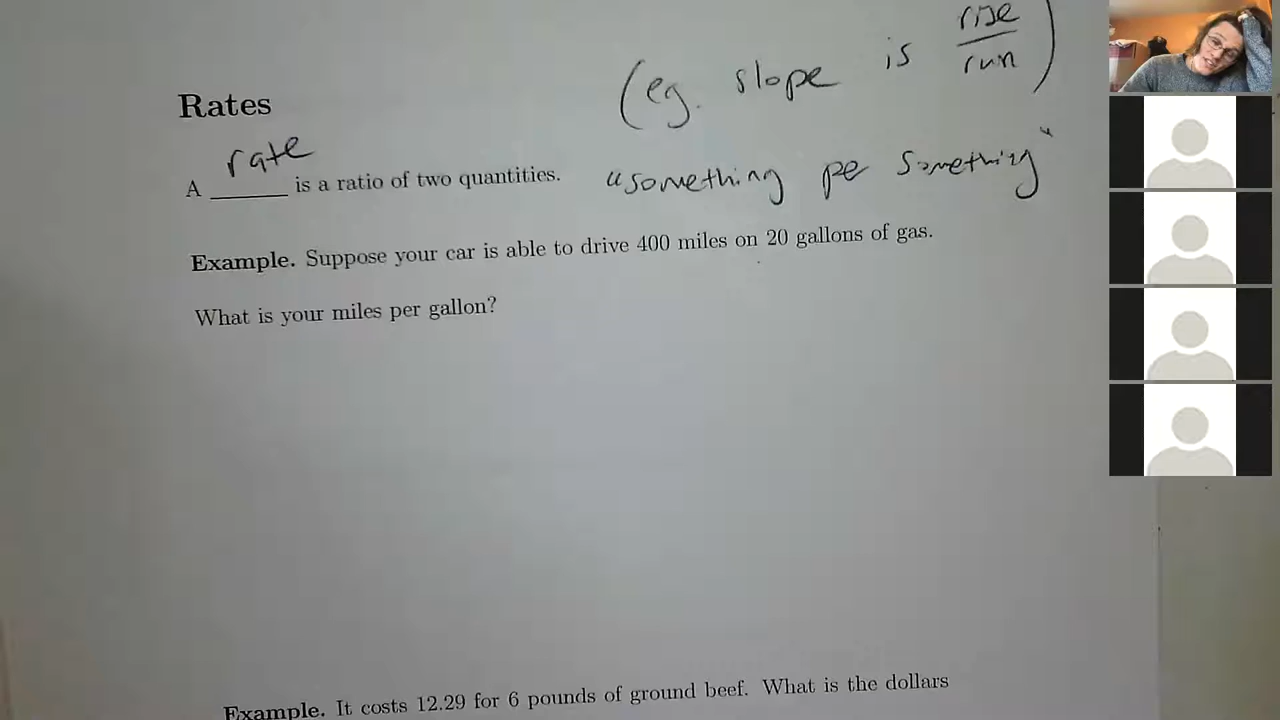 (eg. slope is rise/run)
Rates
rate
A ______ is a ratio of two quantities. "something per something"
Example. Suppose your car is able to drive 400 miles on 20 gallons of gas.
What is your miles per gallon?
Example. It costs 12.29 for 6 pounds of ground beef. What is the dollars